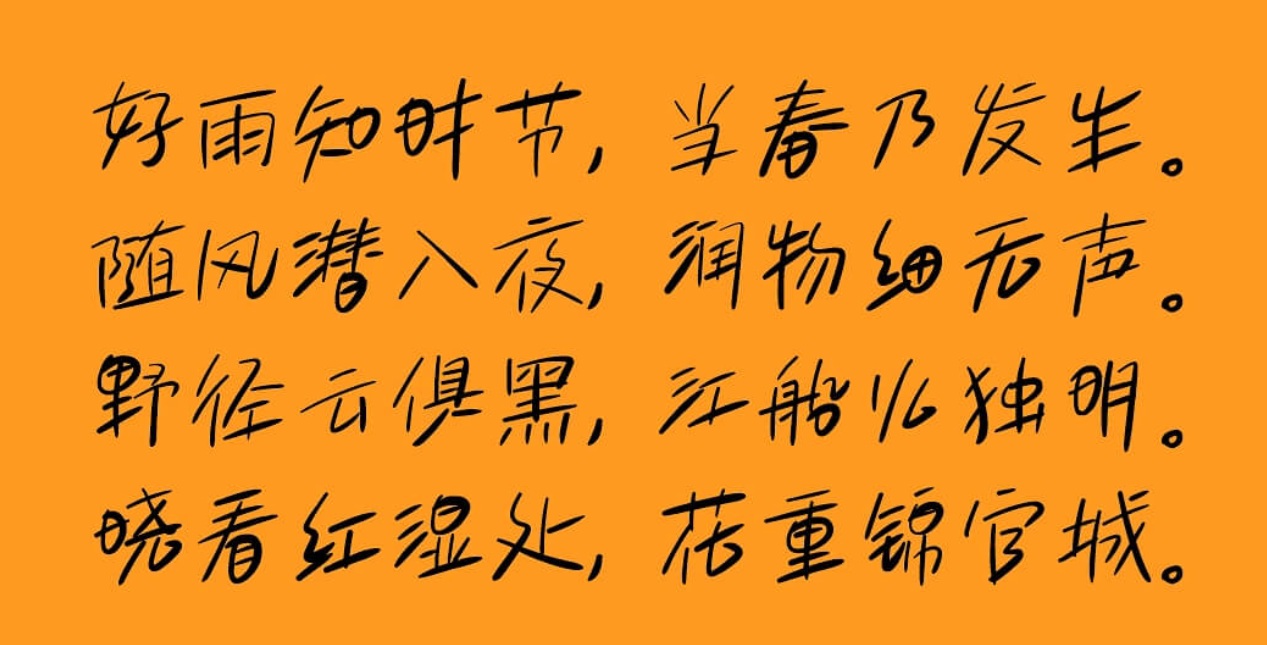 好雨知时节，当春乃发生。
随风潜入夜，润物细无声。
野径云俱黑，江船火独明。
晓看红湿处，花重锦官城。